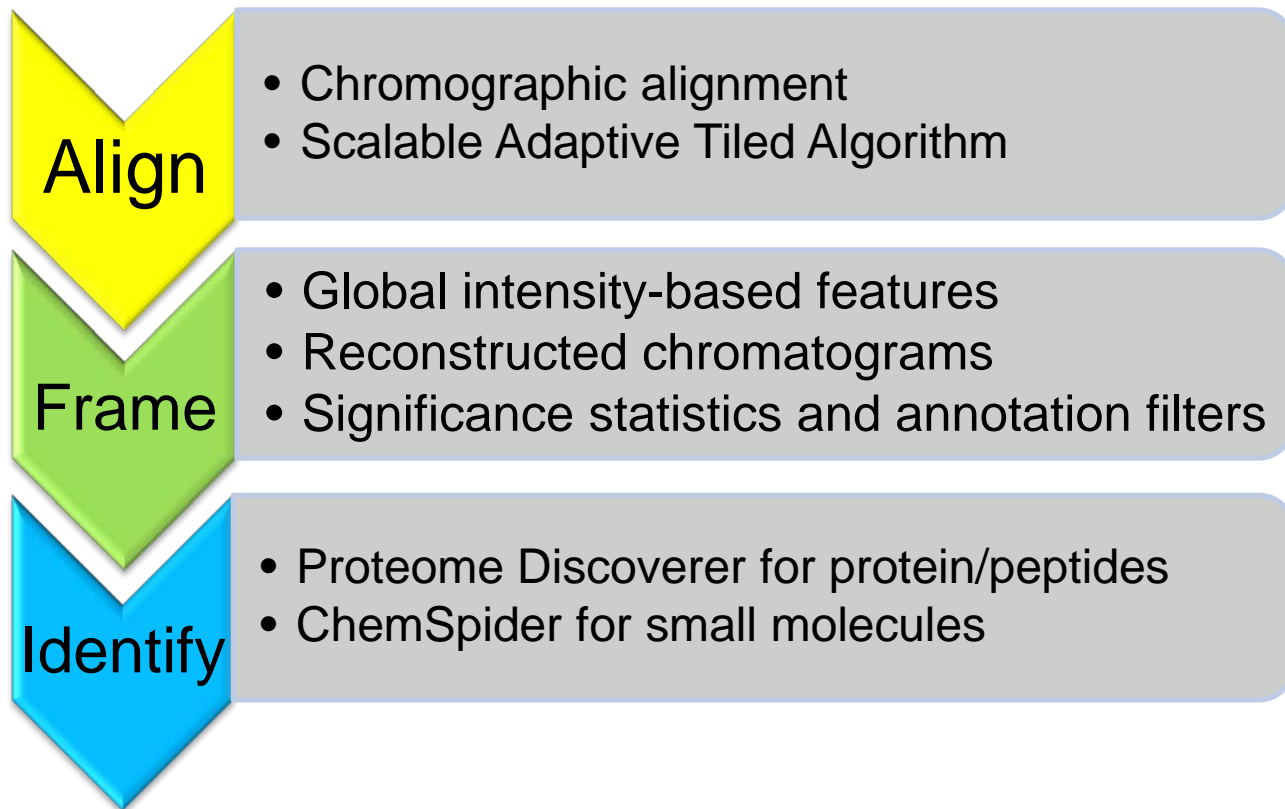 Align
• Chromographic alignment
• Scalable Adaptive Tiled Algorithm
Frame
• Global intensity-based features
• Reconstructed chromatograms
• Significance statistics and annotation filters
Identify
• Proteome Discoverer for protein/peptides
• ChemSpider for small molecules